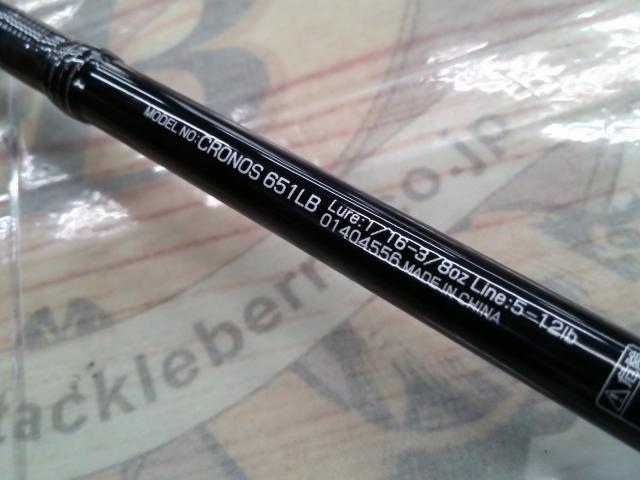 MODEL NO:CRONOS 651LB Lure:1/16-3/8oz Line:5-12lb
01404556 MADE IN CHINA
tackleberry.co.jp